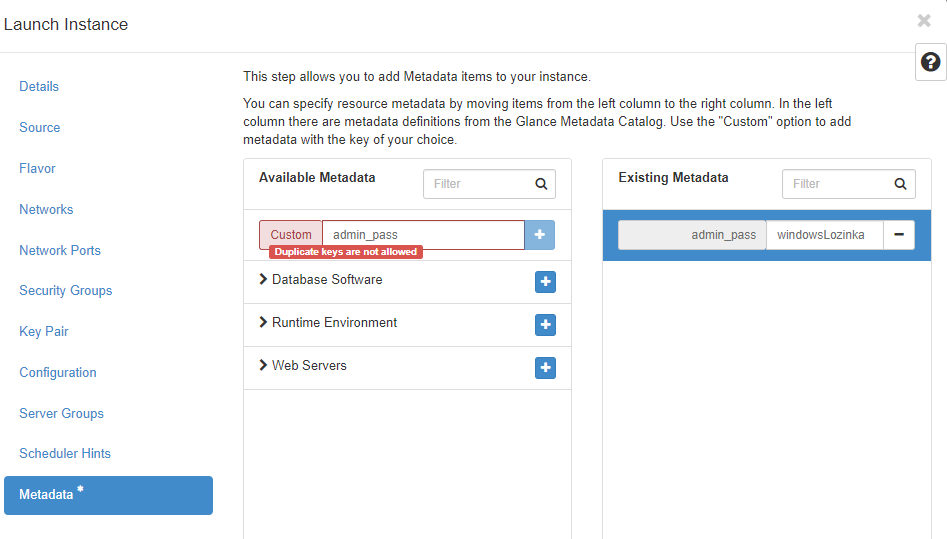 Launch Instance
Details
Source
Flavor
Networks
Network Ports
Security Groups
Key Pair
Configuration
Server Groups
Scheduler Hints
Metadata *
This step allows you to add Metadata items to your instance.
You can specify resource metadata by moving items from the left column to the right column. In the left
column there are metadata definitions from the Glance Metadata Catalog. Use the "Custom" option to add
metadata with the key of your choice.
Available Metadata
Filter
Custom
admin_pass
Duplicate keys are not allowed
Database Software
Runtime Environment
Web Servers
Existing Metadata
Filter
admin_pass
windowsLozinka